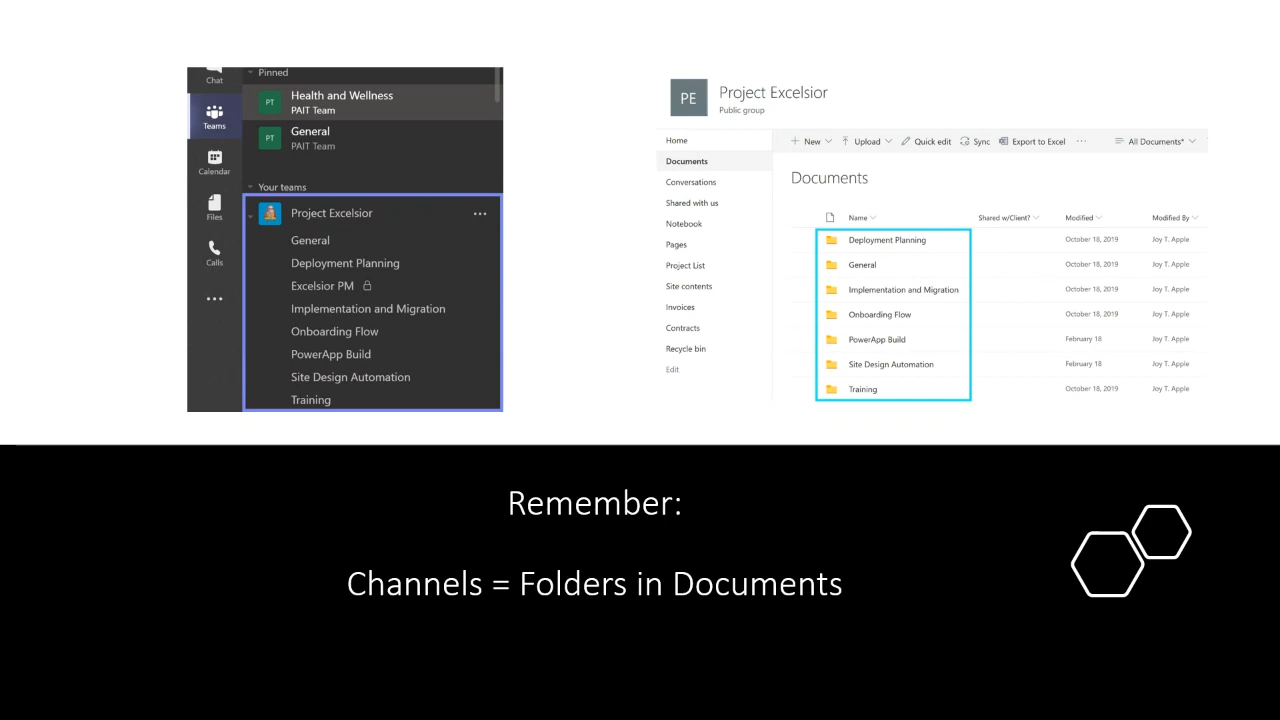 Chat
Teams
Calendar
Files
Calls
Pinned
PT
Health and Wellness
PAIT Team
PT
General
PAIT Team
Your teams
Project Excelsior
General
Deployment Planning
Excelsior PM
Implementation and Migration
Onboarding Flow
PowerApp Build
Site Design Automation
Training
PE
Project Excelsior
Public group
Home
Documents
Conversations
Shared with us
Notebook
Pages
Project List
Site contents
Invoices
Contracts
Recycle bin
Edit
New Upload Quick edit Sync Export to Excel ··· All Documents*
Documents
Name Shared w/Client? Modified Modified By
Deployment Planning October 18, 2019 Joy T. Apple
General October 18, 2019 Joy T. Apple
Implementation and Migration October 18, 2019 Joy T. Apple
Onboarding Flow October 18, 2019 Joy T. Apple
PowerApp Build February 18 Joy T. Apple
Site Design Automation February 18 Joy T. Apple
Training October 18, 2019 Joy T. Apple
Remember:
Channels = Folders in Documents